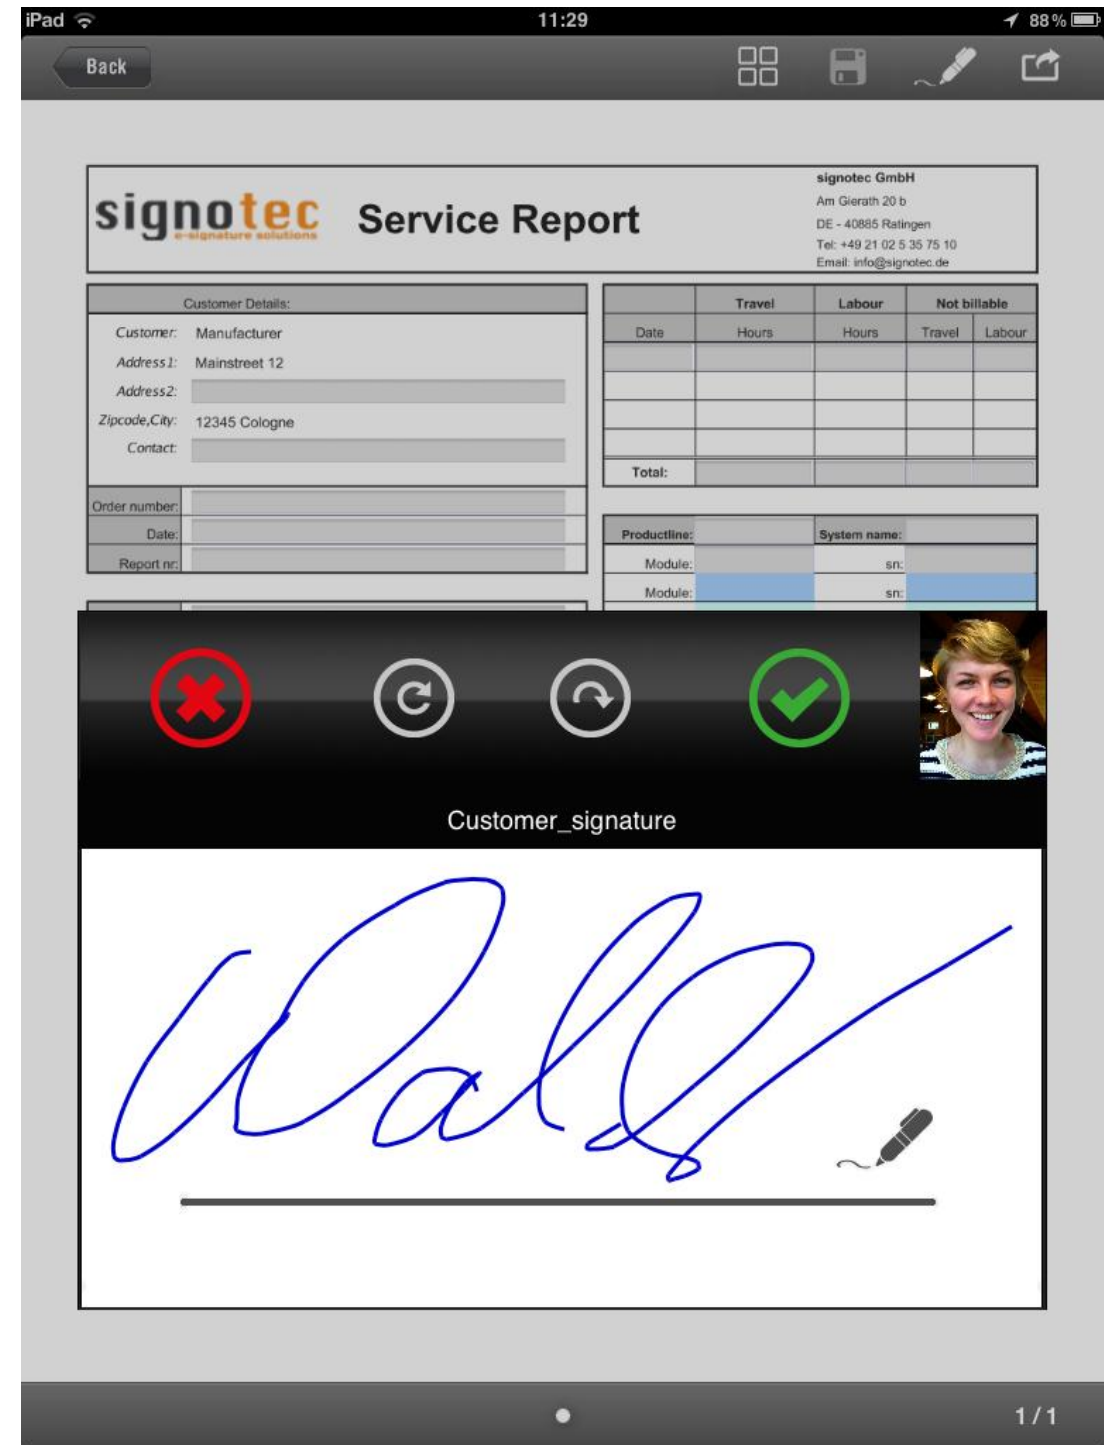 iPad 11:29 88%
Back
signotec
e-signature solutions
Service Report
signotec GmbH
Am Gierath 20 b
DE - 40885 Ratingen
Tel: +49 21 02 5 35 75 10
Email: info@signotec.de
Customer Details:
Customer: Manufacturer
Address1: Mainstreet 12
Address2:
Zipcode,City: 12345 Cologne
Contact:
Order number:
Date:
Report nr:
Travel Labour Not billable
Date Hours Hours Travel Labour
Total:
Productline: System name:
Module: sn:
Module: sn:
Customer_signature
1/1